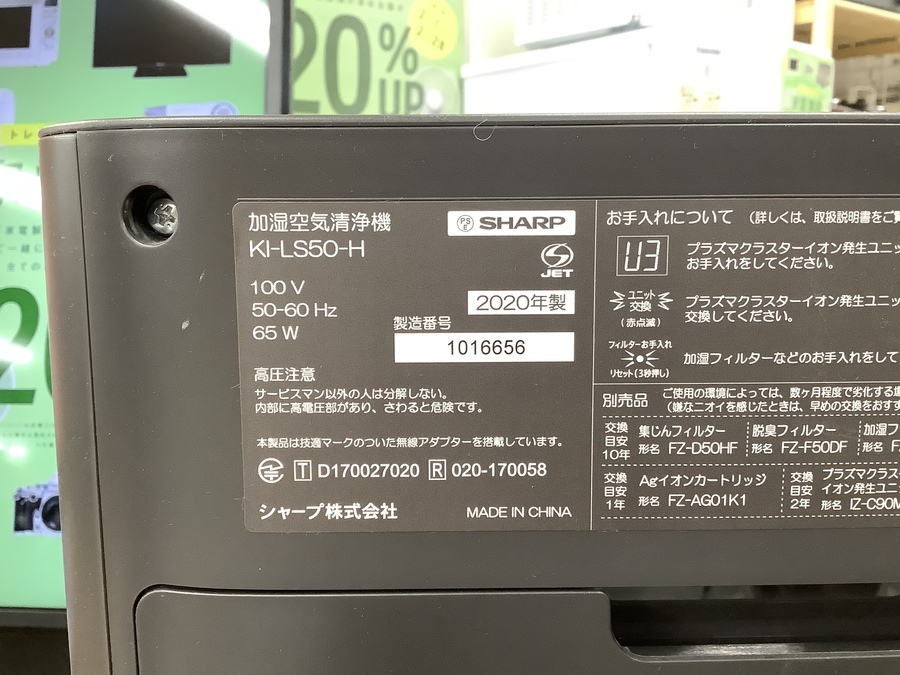 20%
UP
トレ
加湿空気清浄機
KI-LS50-H
PS E SHARP
JET
100 V
50-60 Hz
65 W
2020年製
製造番号
1016656
高圧注意
サービスマン以外の人は分解しない。
内部に高電圧部があり、さわると危険です。
本製品は技適マークのついた無線アダプターを搭載しています。
T D170027020 R 020-170058
シャープ株式会社
MADE IN CHINA
お手入れについて (詳しくは、取扱説明書をご覧
U3
プラズマクラスターイオン発生ユニッ
お手入れをしてください。
ユニット
交換
(赤点滅)
プラズマクラスターイオン発生ユニッ
交換してください。
フィルターお手入れ
リセット(3秒押し)
加湿フィルターなどのお手入れをして
別売品
ご使用の環境によっては、数ヶ月程度で劣化する場
(嫌なニオイを感じたときは、早めの交換をおすす
交換
目安
10年
集じんフィルター
形名 FZ-D50HF
脱臭フィルター
形名 FZ-F50DF
加湿フ
形名 F
交換
目安
1年
Agイオンカートリッジ
形名 FZ-AG01K1
交換
目安
2年
プラズマクラス
イオン発生ユニ
形名 IZ-C90M